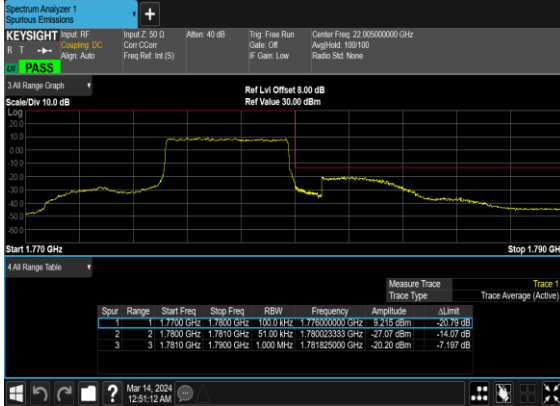 Spectrum Analyzer 1
Spurious Emissions
+
KEYSIGHT Input: RF Input Z: 50 Ω Atten: 40 dB Trig: Free Run Center Freq: 22.005000000 GHz
R T Coupling: DC Corr CCorr Gate: Off Avg|Hold: 100/100
Align: Auto Freq Ref: Int (S) IF Gain: Low Radio Std: None
LXI PASS
3 All Range Graph
Ref Lvl Offset 8.00 dB
Scale/Div 10.0 dB Ref Value 30.00 dBm
Log
20.0
10.0
0.00
-10.0
-20.0
-30.0
-40.0
-50.0
-60.0
Start 1.770 GHz Stop 1.790 GH
4 All Range Table
Measure Trace Trace 1
Trace Type Trace Average (Active)
Spur Range Start Freq Stop Freq RBW Frequency Amplitude ΔLimit
1 1 1.7700 GHz 1.7800 GHz 100.0 kHz 1.776000000 GHz 9.215 dBm -20.79 dB
2 2 1.7800 GHz 1.7810 GHz 51.00 kHz 1.780023333 GHz -27.07 dBm -14.07 dB
3 3 1.7810 GHz 1.7900 GHz 1.000 MHz 1.781825000 GHz -20.20 dBm -7.197 dB
? Mar 14, 2024
12:51:12 AM